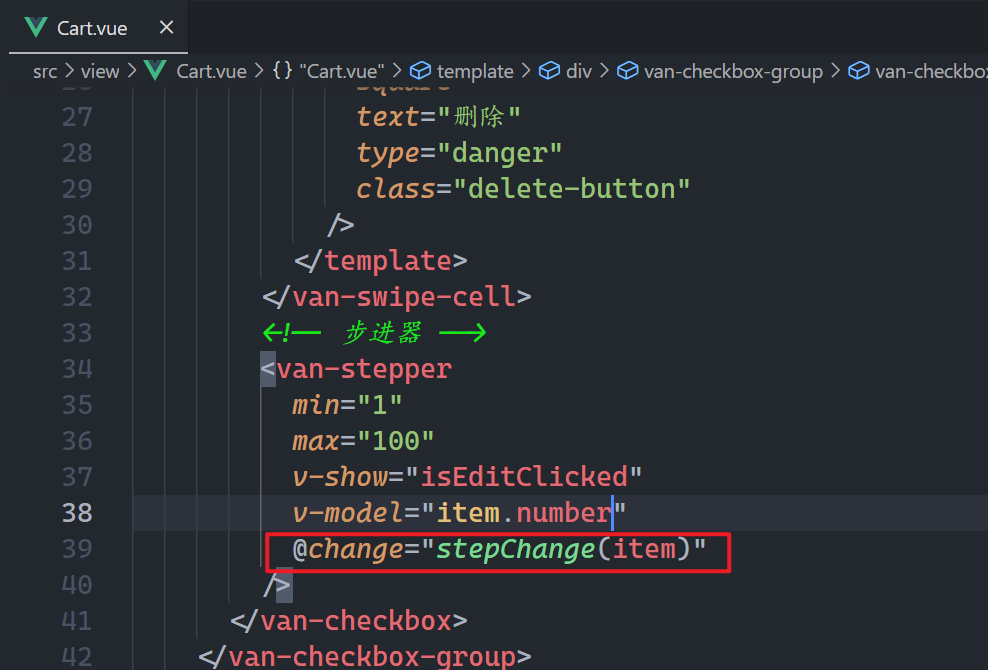 Cart.vue
src > view > Cart.vue > {} "Cart.vue" > template > div > van-checkbox-group > van-checkbox
square
27 text="删除"
28 type="danger"
29 class="delete-button"
30 />
31 </template>
32 </van-swipe-cell>
33 <!-- 步进器 -->
34 <van-stepper
35 min="1"
36 max="100"
37 v-show="isEditClicked"
38 v-model="item.number"
39 @change="stepChange(item)"
40 />
41 </van-checkbox>
42 </van-checkbox-group>